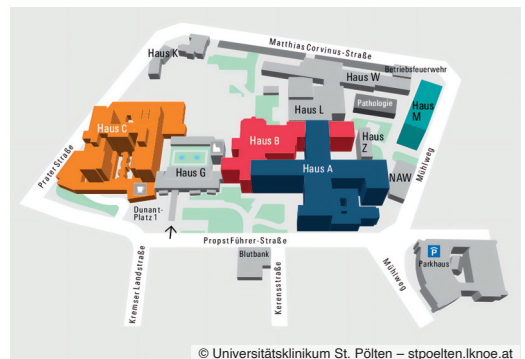 Matthias Corvinus-Straße
Haus K
Betriebsfeuerwehr
Haus W
Haus L
Pathologie
Haus
M
Haus C
Haus B
Haus
Z
Prater Straße
Haus G
Haus A
NAW
Mühlweg
Dunant-
Platz 1
Propst Führer-Straße
Blutbank
P
Parkhaus
Kremser Landstraße
Kerensstraße
Mühlweg
© Universitätsklinikum St. Pölten – stpoelten.lknoe.at